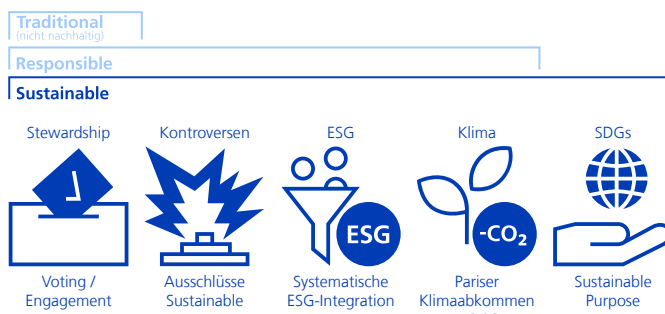 Traditional
(nicht nachhaltig)
Responsible
Sustainable
Stewardship
Kontroversen
ESG
Klima
SDGs
ESG
-CO₂
Voting /
Engagement
Ausschlüsse
Sustainable
Systematische
ESG-Integration
Pariser
Klimaabkommen
Sustainable
Purpose